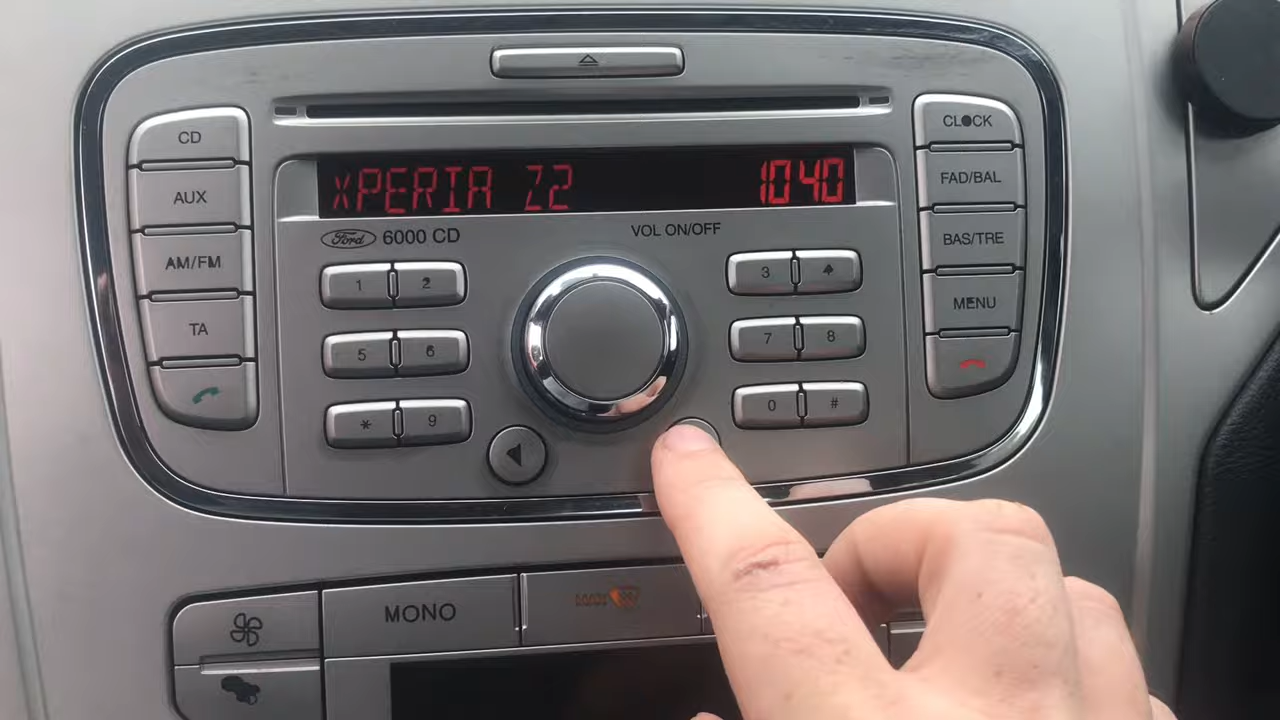 CD
AUX
AM/FM
TA
XPERIA Z2 1040
Ford 6000 CD
VOL ON/OFF
1 2
5 6
* 9
3 4
7 8
0 #
CLOCK
FAD/BAL
BAS/TRE
MENU
MONO
MAX